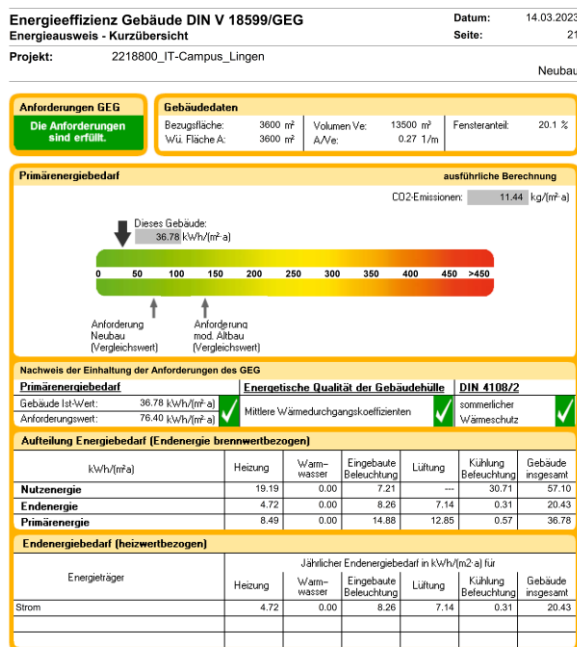 Energieeffizienz Gebäude DIN V 18599/GEG Datum: 14.03.2023
Energieausweis - Kurzübersicht Seite: 21
Projekt: 2218800_IT-Campus_Lingen
Neubau
Anforderungen GEG
Die Anforderungen
sind erfüllt.
Gebäudedaten
Bezugsfläche: 3600 m² Volumen Ve: 13500 m² Fensteranteil: 20.1 %
Wü. Fläche A: 3600 m² A/Ve: 0.27 1/m
Primärenergiebedarf ausführliche Berechnung
CO2-Emissionen: 11.44 kg/(m²·a)
Dieses Gebäude:
36.78 kWh/(m²·a)
0 50 100 150 200 250 300 350 400 450 >450
Anforderung Anforderung
Neubau mod. Altbau
(Vergleichswert) (Vergleichswert)
Nachweis der Einhaltung der Anforderungen des GEG
Primärenergiebedarf Energetische Qualität der Gebäudehülle DIN 4108/2
Gebäude Ist-Wert: 36.78 kWh/(m²·a) Mittlere Wärmedurchgangskoeffizienten sommerlicher
Anforderungswert: 76.40 kWh/(m²·a) Wärmeschutz
Aufteilung Energiebedarf (Endenergie brennwertbezogen)
kWh/(m²a) Heizung Warm- wasser Eingebaute Beleuchtung Lüftung Kühlung Befeuchtung Gebäude insgesamt
Nutzenergie 19.19 0.00 7.21 --- 30.71 57.10
Endenergie 4.72 0.00 8.26 7.14 0.31 20.43
Primärenergie 8.49 0.00 14.88 12.85 0.57 36.78
Endenergiebedarf (heizwertbezogen)
Jährlicher Endenergiebedarf in kWh/(m2·a) für
Energieträger Heizung Warm- wasser Eingebaute Beleuchtung Lüftung Kühlung Befeuchtung Gebäude insgesamt
Strom 4.72 0.00 8.26 7.14 0.31 20.43